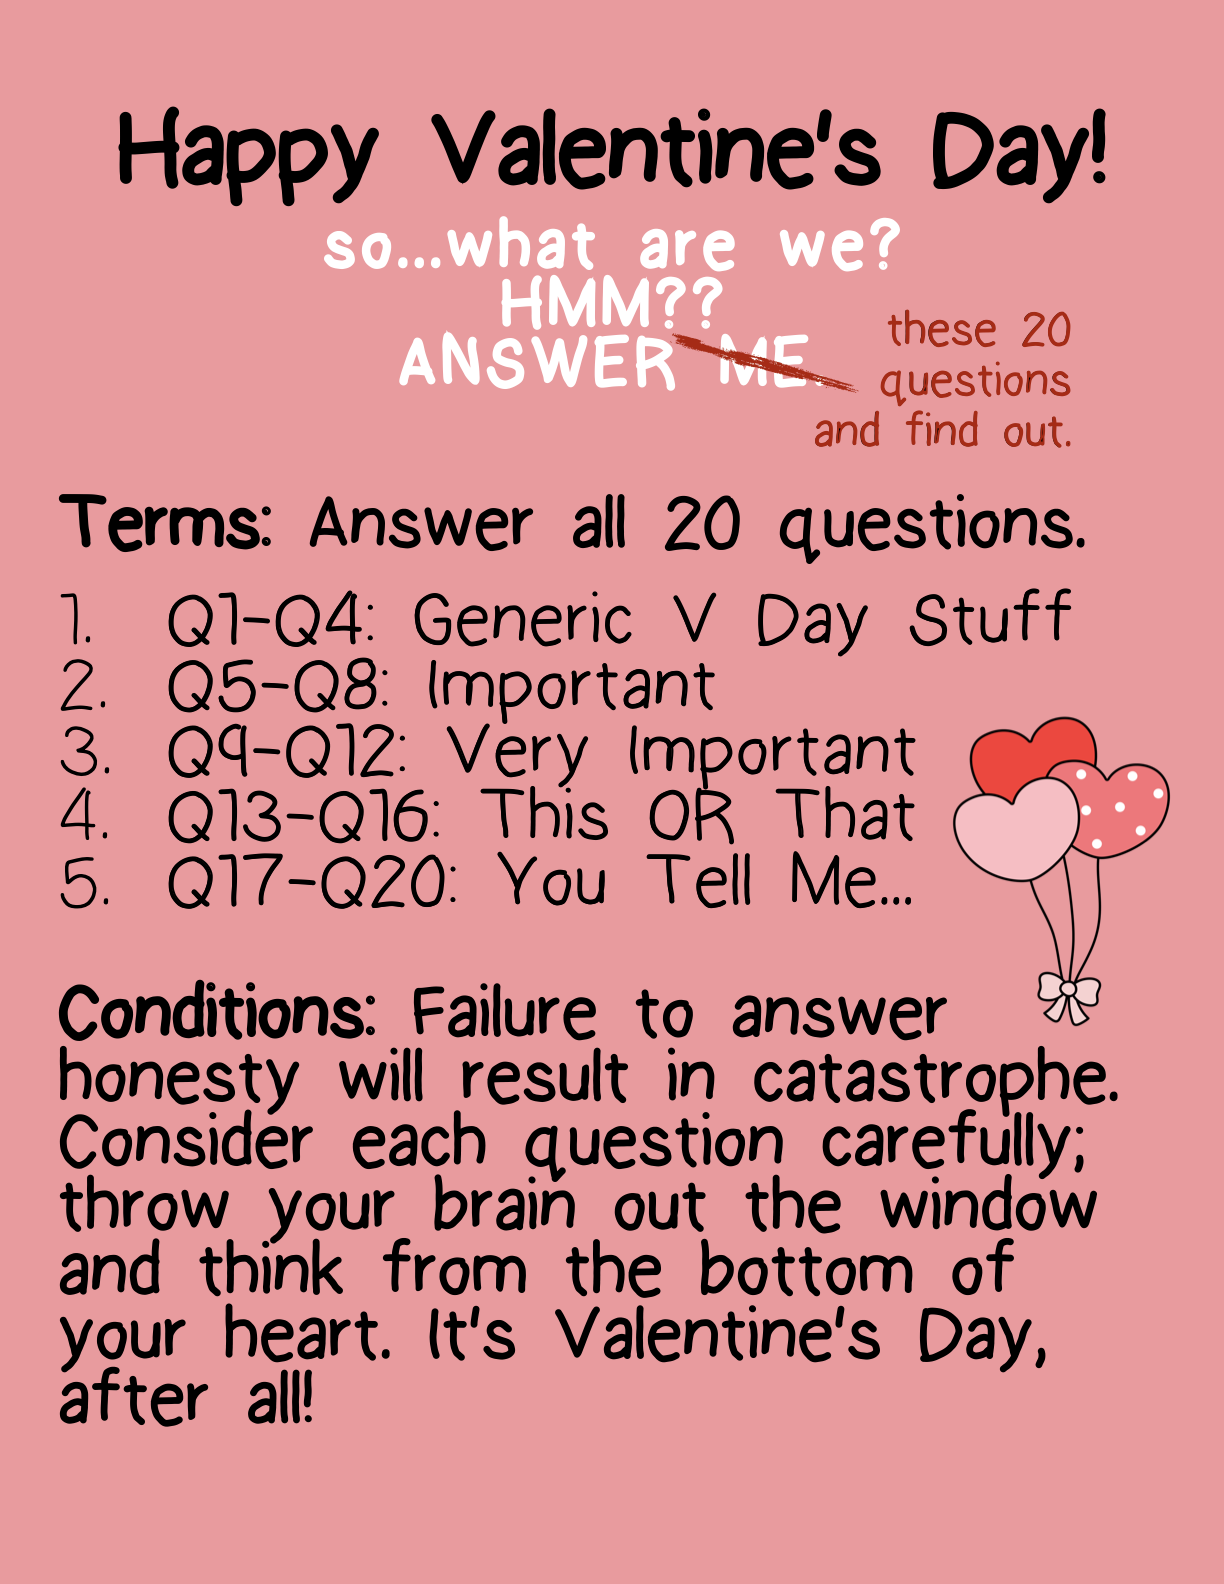 Happy Valentine's Day!
so...what are we?
HMM??
ANSWER ME.
these 20
questions
and find out.
Terms: Answer all 20 questions.
1. Q1-Q4: Generic V Day Stuff
2. Q5-Q8: Important
3. Q9-Q12: Very Important
4. Q13-Q16: This OR That
5. Q17-Q20: You Tell Me...
Conditions: Failure to answer
honesty will result in catastrophe.
Consider each question carefully;
throw your brain out the window
and think from the bottom of
your heart. It's Valentine's Day,
after all!